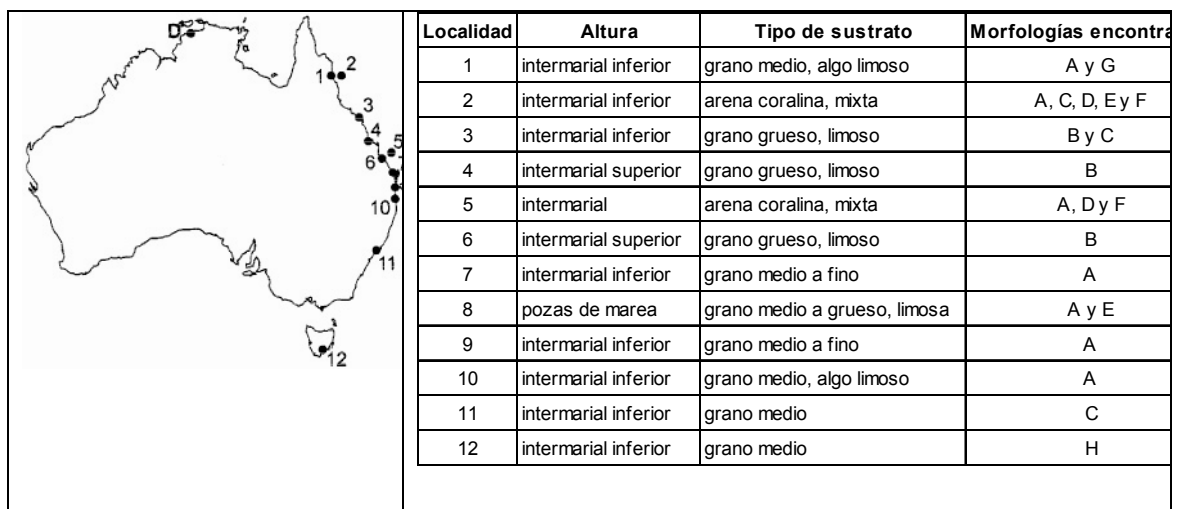 D
1
2
3
4
5
6
10
11
12
Localidad Altura Tipo de sustrato Morfologías encontra
1 intermarial inferior grano medio, algo limoso A y G
2 intermarial inferior arena coralina, mixta A, C, D, E y F
3 intermarial inferior grano grueso, limoso B y C
4 intermarial superior grano grueso, limoso B
5 intermarial arena coralina, mixta A, D y F
6 intermarial superior grano grueso, limoso B
7 intermarial inferior grano medio a fino A
8 pozas de marea grano medio a grueso, limosa A y E
9 intermarial inferior grano medio a fino A
10 intermarial inferior grano medio, algo limoso A
11 intermarial inferior grano medio C
12 intermarial inferior grano medio H